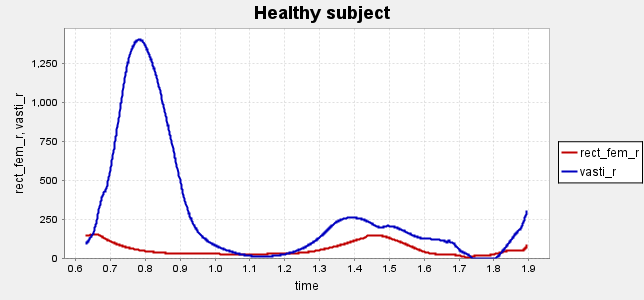 Healthy subject
rect_fem_r, vasti_r
1,250
1,000
750
500
250
0
0.6 0.7 0.8 0.9 1.0 1.1 1.2 1.3 1.4 1.5 1.6 1.7 1.8 1.9
time
rect_fem_r
vasti_r